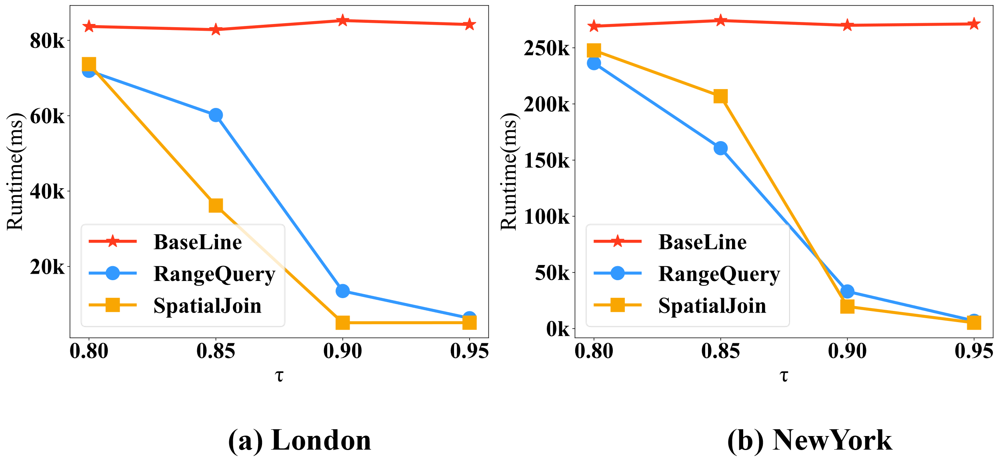 Runtime(ms)
80k
60k
40k
20k
BaseLine
RangeQuery
SpatialJoin
0.80 0.85 0.90 0.95
τ
(a) London
Runtime(ms)
250k
200k
150k
100k
50k
0k
BaseLine
RangeQuery
SpatialJoin
0.80 0.85 0.90 0.95
τ
(b) NewYork